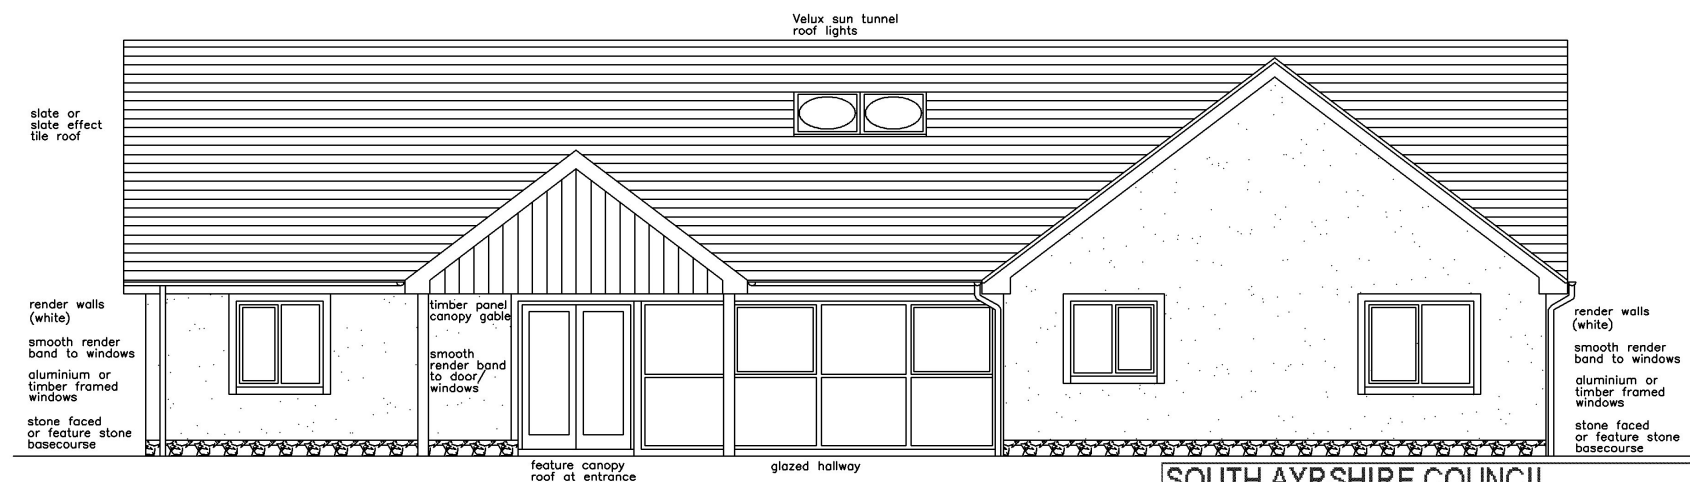 Velux sun tunnel
roof lights
slate or
slate effect
tile roof
render walls
(white)
smooth render
band to windows
aluminium or
timber framed
windows
stone faced
or feature stone
basecourse
timber panel
canopy gable
smooth
render band
to door/
windows
feature canopy
roof at entrance
glazed hallway
render walls
(white)
smooth render
band to windows
aluminium or
timber framed
windows
stone faced
or feature stone
basecourse
SOUTH AYRSHIRE COUNCIL